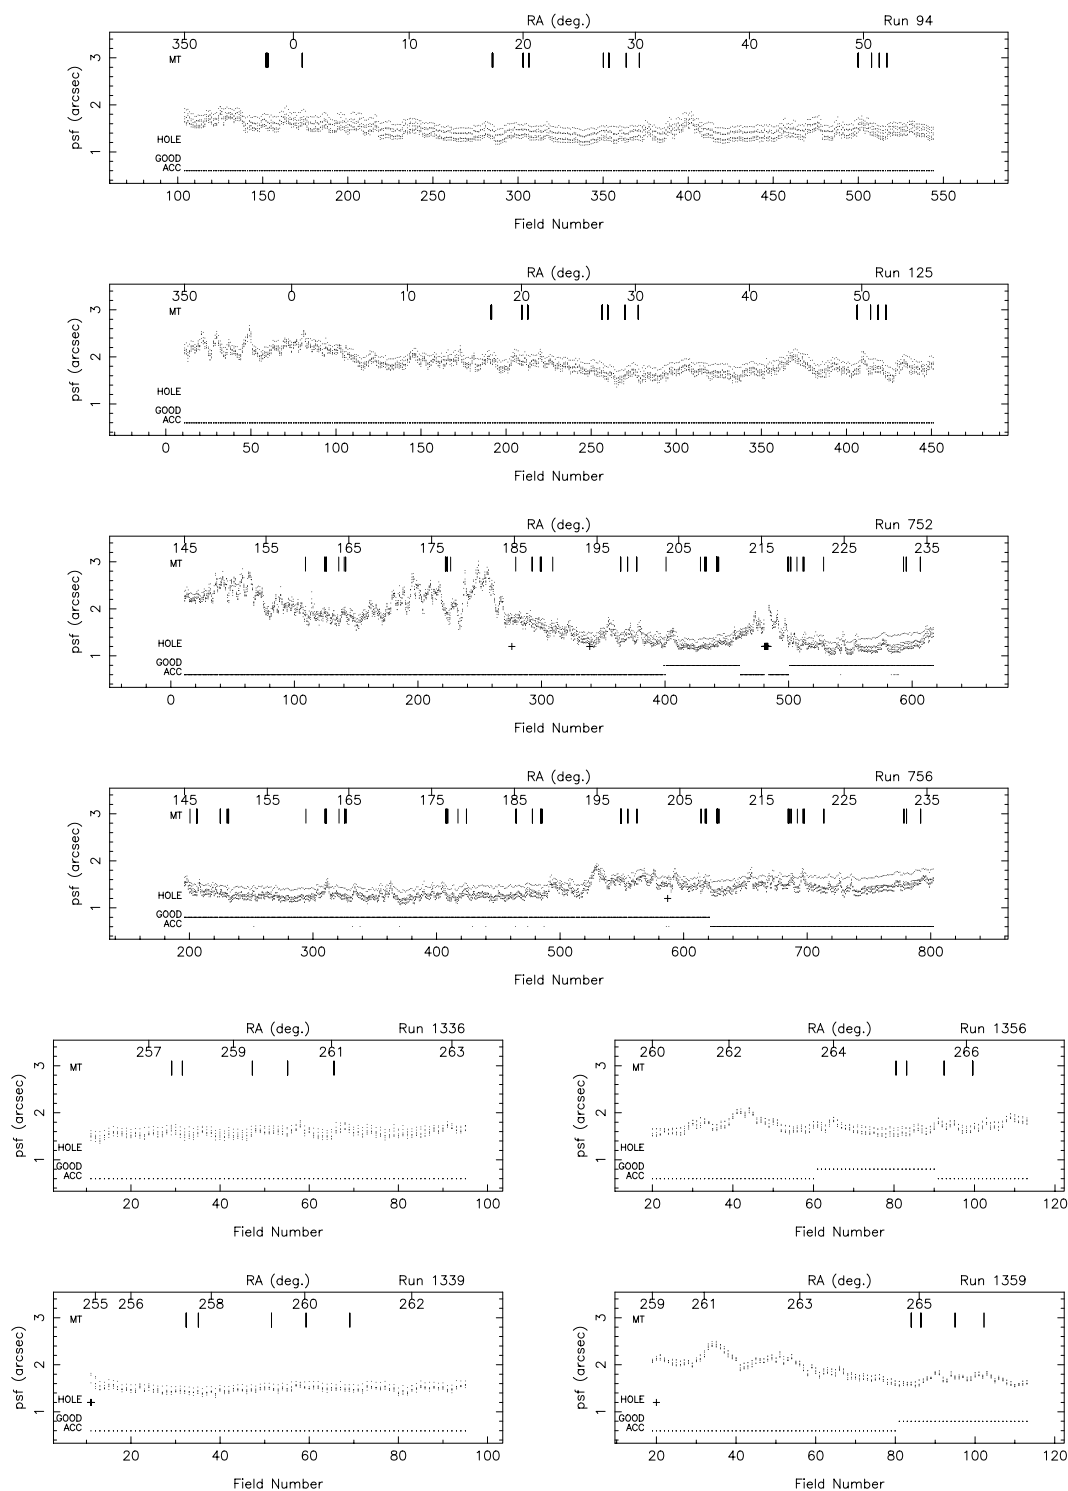 RA (deg.) Run 94
350 0 10 20 30 40 50
MT
HOLE
GOOD
ACC
psf (arcsec)
1 2 3
100 150 200 250 300 350 400 450 500 550
Field Number
RA (deg.) Run 125
350 0 10 20 30 40 50
MT
HOLE
GOOD
ACC
psf (arcsec)
1 2 3
0 50 100 150 200 250 300 350 400 450
Field Number
RA (deg.) Run 752
145 155 165 175 185 195 205 215 225 235
MT
HOLE
GOOD
ACC
psf (arcsec)
1 2 3
0 100 200 300 400 500 600
Field Number
RA (deg.) Run 756
145 155 165 175 185 195 205 215 225 235
MT
HOLE
GOOD
ACC
psf (arcsec)
1 2 3
200 300 400 500 600 700 800
Field Number
RA (deg.) Run 1336
257 259 261 263
MT
HOLE
GOOD
ACC
psf (arcsec)
1 2 3
20 40 60 80 100
Field Number
RA (deg.) Run 1356
260 262 264 266
MT
HOLE
GOOD
ACC
psf (arcsec)
1 2 3
20 40 60 80 100 120
Field Number
RA (deg.) Run 1339
255 256 258 260 262
MT
HOLE
GOOD
ACC
psf (arcsec)
1 2 3
20 40 60 80 100
Field Number
RA (deg.) Run 1359
259 261 263 265
MT
HOLE
GOOD
ACC
psf (arcsec)
1 2 3
20 40 60 80 100 120
Field Number